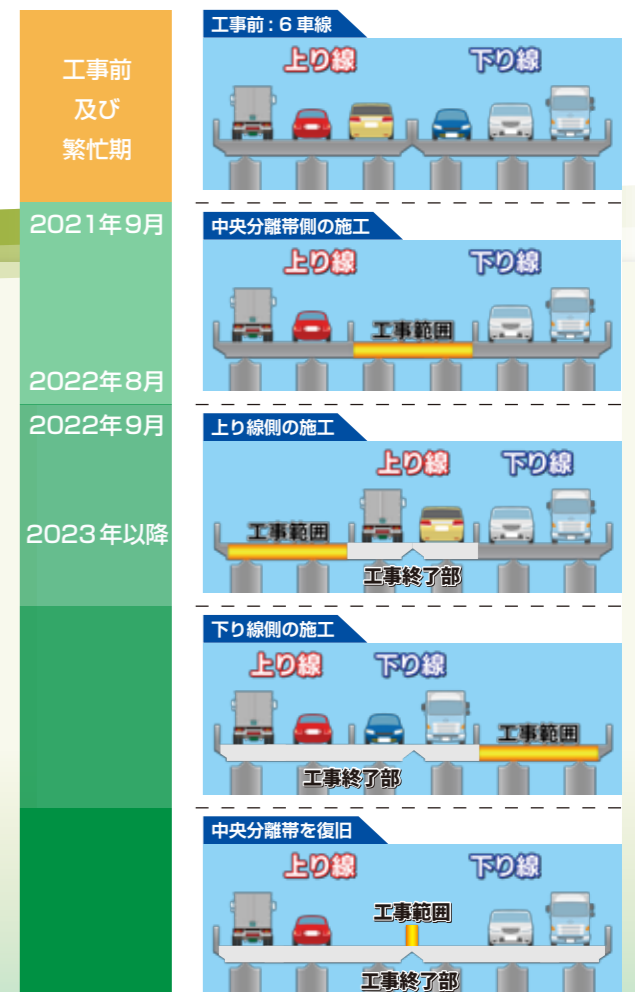 工事前
及び
繁忙期
工事前：6 車線
上り線 下り線
2021年9月
2022年8月
中央分離帯側の施工
上り線 下り線
工事範囲
2022年9月
2023年以降
上り線側の施工
上り線 下り線
工事範囲
工事終了部
下り線側の施工
上り線 下り線
工事範囲
工事終了部
中央分離帯を復旧
上り線 下り線
工事範囲
工事終了部